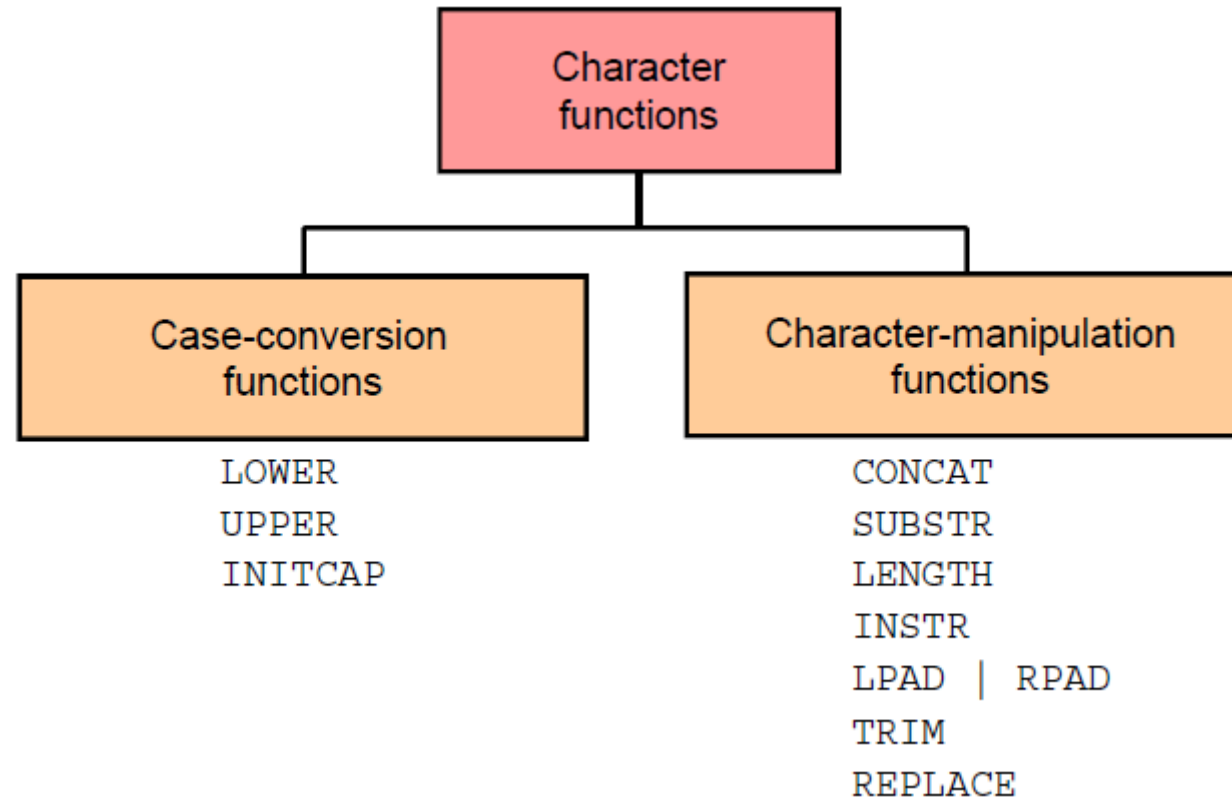 Character
functions
Case-conversion
functions
Character-manipulation
functions
LOWER
UPPER
INITCAP
CONCAT
SUBSTR
LENGTH
INSTR
LPAD | RPAD
TRIM
REPLACE